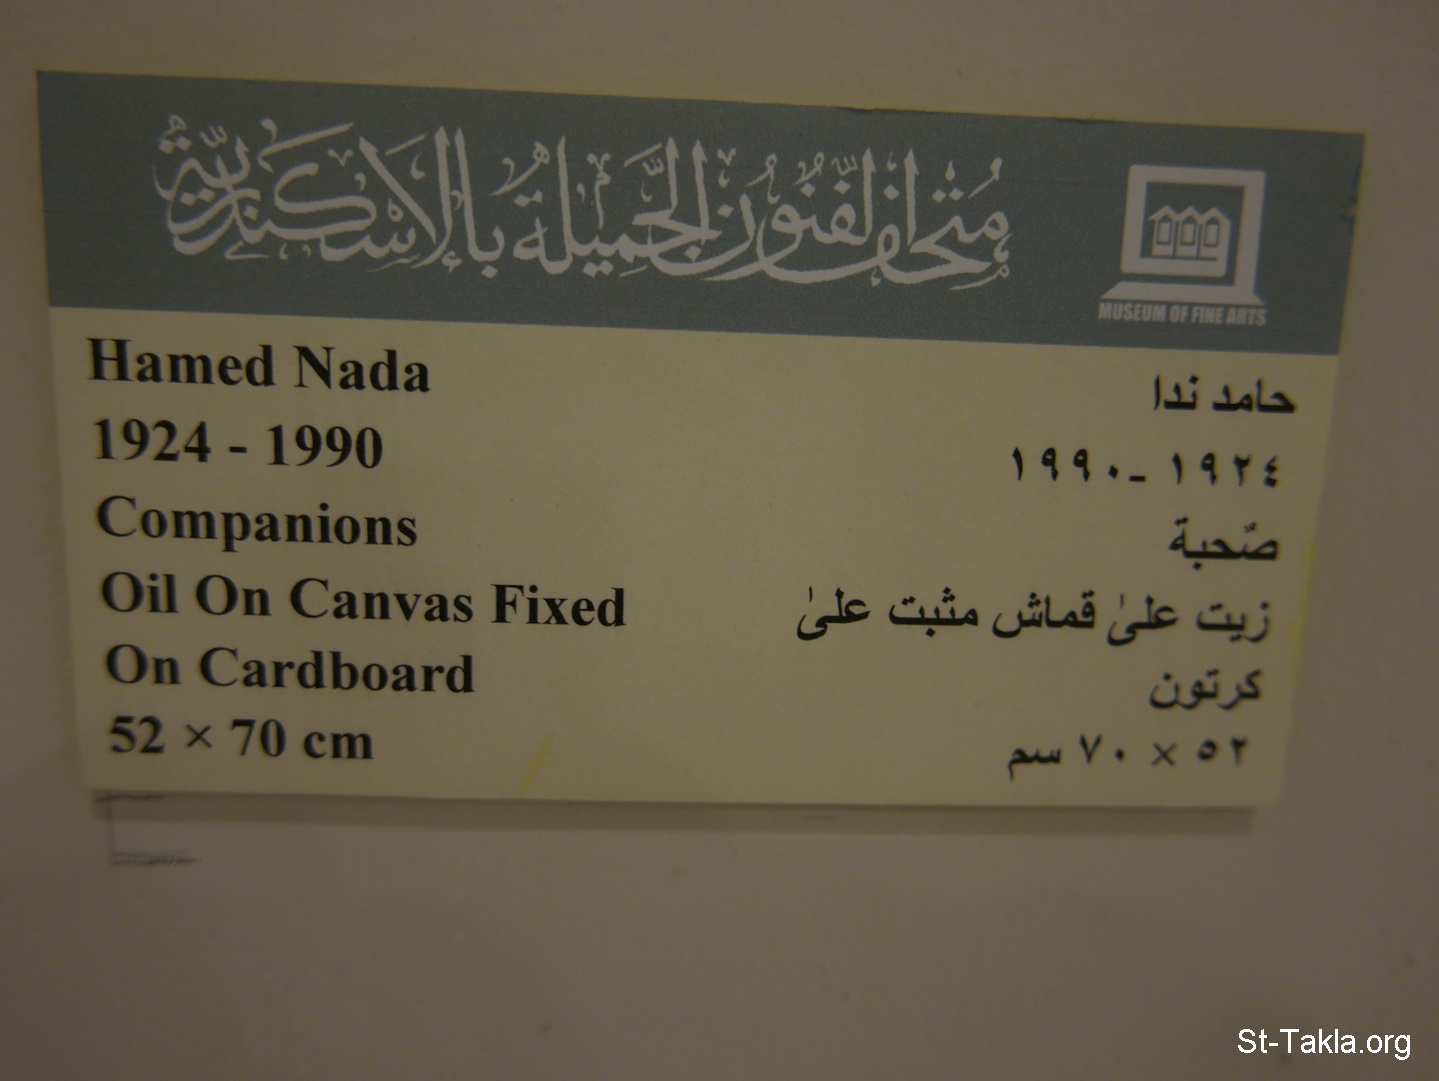 متحف الفنون الجميلة بالإسكندرية
MUSEUM OF FINE ARTS
Hamed Nada
1924 - 1990
Companions
Oil On Canvas Fixed
On Cardboard
52 × 70 cm
حامد ندا
١٩٢٤ -١٩٩٠
صُحبة
زيت علىٰ قماش مثبت علىٰ
كرتون
٥٢ × ٧٠ سم
St-Takla.org